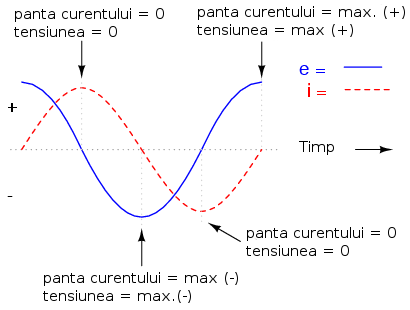 panta curentului = 0
tensiunea = 0
panta curentului = max. (+)
tensiunea = max (+)
e =
i =
+
Timp
-
panta curentului = 0
tensiunea = 0
panta curentului = max (-)
tensiunea = max.(-)